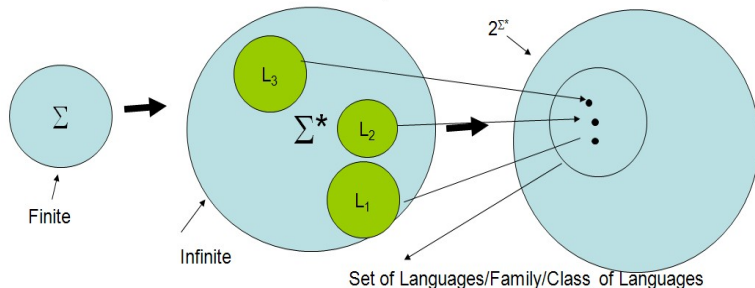 2^Σ*
L₃
Σ
Σ* L₂
L₁
Finite
Infinite
Set of Languages/Family/Class of Languages